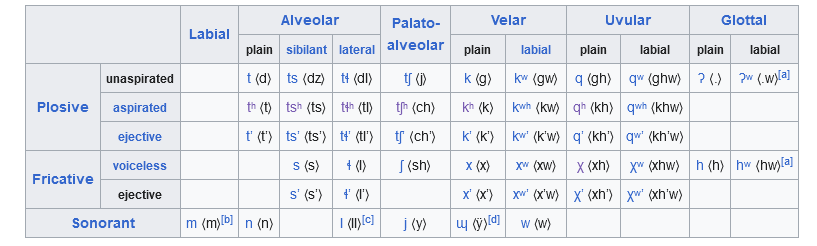 Labial Alveolar Palato-alveolar Velar Uvular Glottal
plain sibilant lateral plain labial plain labial plain labial
Plosive unaspirated t ⟨d⟩ ts ⟨dz⟩ tɬ ⟨dl⟩ tʃ ⟨j⟩ k ⟨g⟩ kʷ ⟨gw⟩ q ⟨gh⟩ qʷ ⟨ghw⟩ ʔ ⟨.⟩ ʔʷ ⟨.w⟩[a]
aspirated tʰ ⟨t⟩ tsʰ ⟨ts⟩ tɬʰ ⟨tl⟩ tʃʰ ⟨ch⟩ kʰ ⟨k⟩ kʷʰ ⟨kw⟩ qʰ ⟨kh⟩ qʷʰ ⟨khw⟩
ejective tʼ ⟨t'⟩ tsʼ ⟨ts'⟩ tɬʼ ⟨tl'⟩ tʃʼ ⟨ch'⟩ kʼ ⟨k'⟩ kʷʼ ⟨k'w⟩ qʼ ⟨kh'⟩ qʷʼ ⟨kh'w⟩
Fricative voiceless s ⟨s⟩ ɬ ⟨l⟩ ʃ ⟨sh⟩ x ⟨x⟩ xʷ ⟨xw⟩ χ ⟨xh⟩ χʷ ⟨xhw⟩ h ⟨h⟩ hʷ ⟨hw⟩[a]
ejective sʼ ⟨s'⟩ ɬʼ ⟨l'⟩ xʼ ⟨x'⟩ xʷʼ ⟨x'w⟩ χʼ ⟨xh'⟩ χʷʼ ⟨xh'w⟩
Sonorant m ⟨m⟩[b] n ⟨n⟩ l ⟨ll⟩[c] j ⟨y⟩ ɰ ⟨ÿ⟩[d] w ⟨w⟩